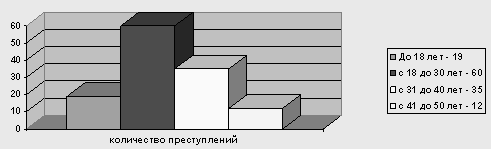 60
50
40
30
20
10
0
количество преступлений
До 18 лет - 19
с 18 до 30 лет - 60
с 31 до 40 лет - 35
с 41 до 50 лет - 12